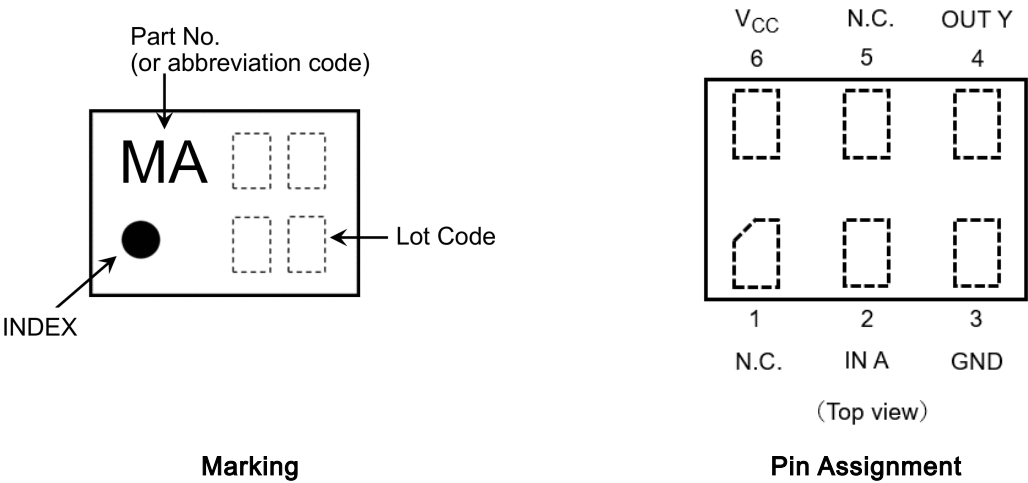 Part No.
(or abbreviation code)
MA
Lot Code
INDEX
Marking
VCC N.C. OUT Y
6 5 4
1 2 3
N.C. IN A GND
（Top view）
Pin Assignment